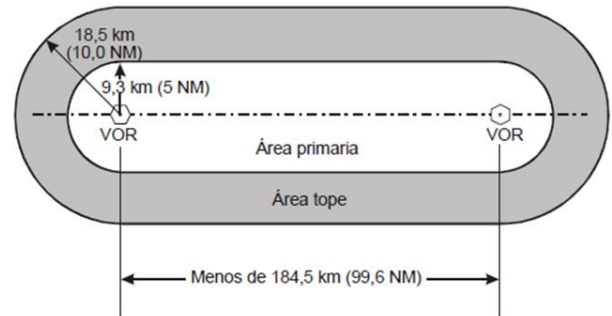 18,5 km
(10,0 NM)
9,3 km (5 NM)
VOR
VOR
Área primaria
Área tope
Menos de 184,5 km (99,6 NM)